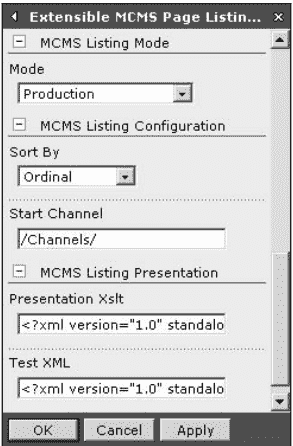 Extensible MCMS Page Listin...
MCMS Listing Mode
Mode
Production
MCMS Listing Configuration
Sort By
Ordinal
Start Channel
/Channels/
MCMS Listing Presentation
Presentation Xslt
<?xml version="1.0" standalo
Test XML
<?xml version="1.0" standalo
OK Cancel Apply